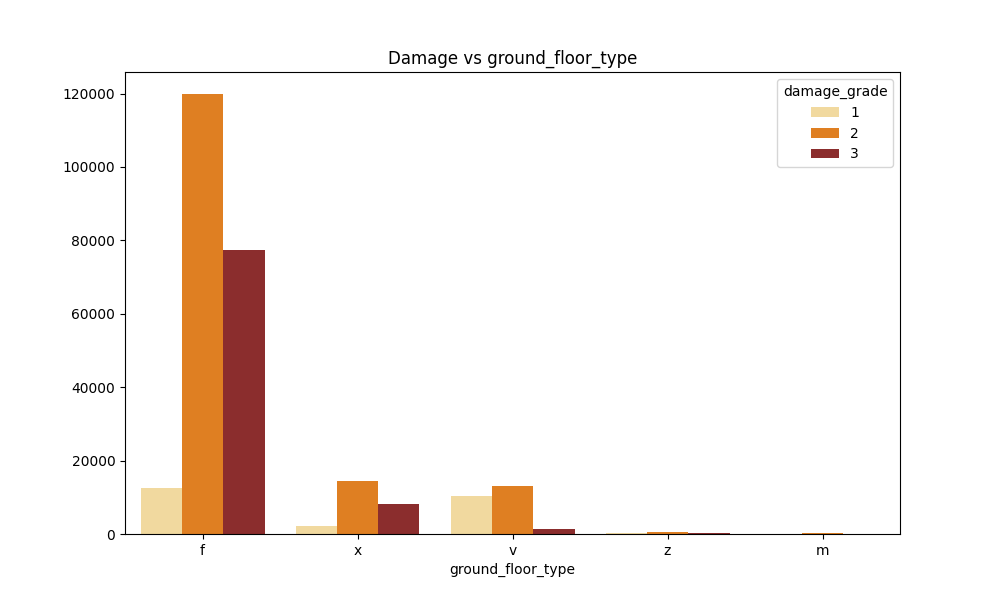 Damage vs ground_floor_type
damage_grade
1
2
3
120000
100000
80000
60000
40000
20000
0
f x v z m
ground_floor_type